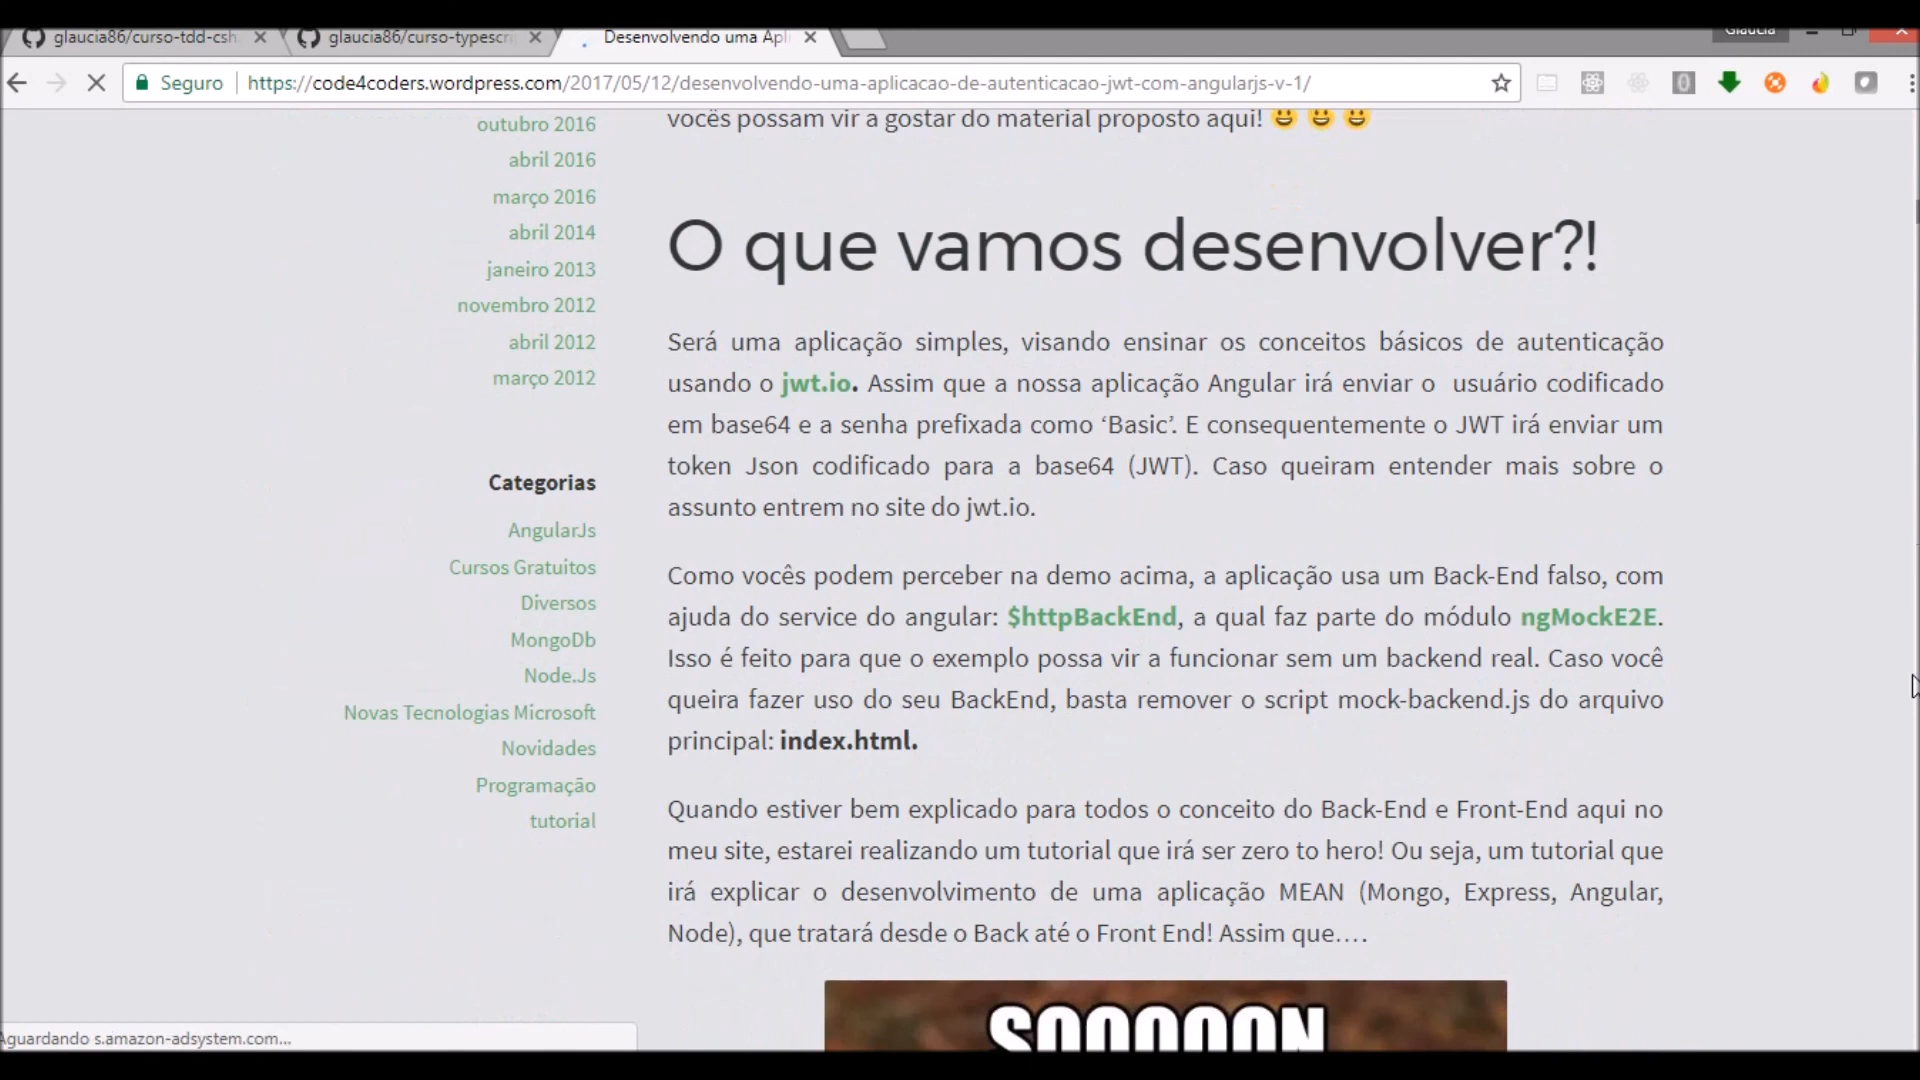 glaucia86/curso-tdd-csh
glaucia86/curso-typescri
Desenvolvendo uma Apl
Glaucia
Seguro
https://code4coders.wordpress.com/2017/05/12/desenvolvendo-uma-aplicacao-de-autenticacao-jwt-com-angularjs-v-1/
outubro 2016
abril 2016
março 2016
abril 2014
janeiro 2013
novembro 2012
abril 2012
março 2012
Categorias
AngularJs
Cursos Gratuitos
Diversos
MongoDb
Node.Js
Novas Tecnologias Microsoft
Novidades
Programação
tutorial
vocês possam vir a gostar do material proposto aqui! 😀 😀 😀
O que vamos desenvolver?!
Será uma aplicação simples, visando ensinar os conceitos básicos de autenticação
usando o jwt.io. Assim que a nossa aplicação Angular irá enviar o usuário codificado
em base64 e a senha prefixada como ‘Basic’. E consequentemente o JWT irá enviar um
token Json codificado para a base64 (JWT). Caso queiram entender mais sobre o
assunto entrem no site do jwt.io.
Como vocês podem perceber na demo acima, a aplicação usa um Back-End falso, com
ajuda do service do angular: $httpBackEnd, a qual faz parte do módulo ngMockE2E.
Isso é feito para que o exemplo possa vir a funcionar sem um backend real. Caso você
queira fazer uso do seu BackEnd, basta remover o script mock-backend.js do arquivo
principal: index.html.
Quando estiver bem explicado para todos o conceito do Back-End e Front-End aqui no
meu site, estarei realizando um tutorial que irá ser zero to hero! Ou seja, um tutorial que
irá explicar o desenvolvimento de uma aplicação MEAN (Mongo, Express, Angular,
Node), que tratará desde o Back até o Front End! Assim que….
SOOOOON
Aguardando s.amazon-adsystem.com...